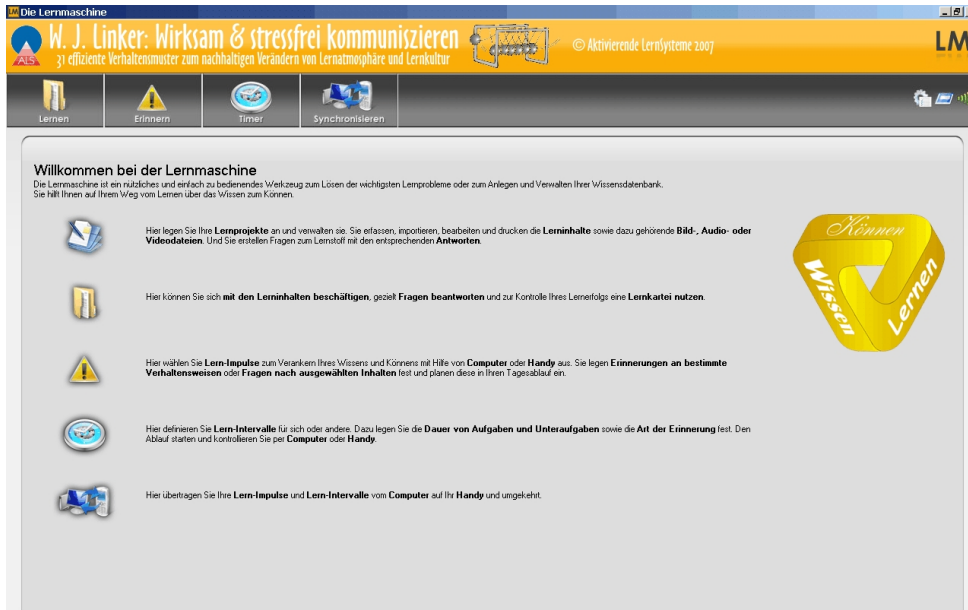 LM Die Lernmaschine
W. J. Linker: Wirksam & stressfrei kommuniszieren
31 effiziente Verhaltensmuster zum nachhaltigen Verändern von Lernatmosphäre und Lernkultur
ALS
© Aktivierende LernSysteme 2007
LM
Lernen
Erinnern
Timer
Synchronisieren
Willkommen bei der Lernmaschine
Die Lernmaschine ist ein nützliches und einfach zu bedienendes Werkzeug zum Lösen der wichtigsten Lernprobleme oder zum Anlegen und Verwalten Ihrer Wissensdatenbank.
Sie hilft Ihnen auf Ihrem Weg vom Lernen über das Wissen zum Können.
Hier legen Sie Ihre Lernprojekte an und verwalten sie. Sie erfassen, importieren, bearbeiten und drucken die Lerninhalte sowie dazu gehörende Bild-, Audio- oder
Videodateien. Und Sie erstellen Fragen zum Lernstoff mit den entsprechenden Antworten.
Hier können Sie sich mit den Lerninhalten beschäftigen, gezielt Fragen beantworten und zur Kontrolle Ihres Lernerfolgs eine Lernkartei nutzen.
Hier wählen Sie Lern-Impulse zum Verankern Ihres Wissens und Könnens mit Hilfe von Computer oder Handy aus. Sie legen Erinnerungen an bestimmte
Verhaltensweisen oder Fragen nach ausgewählten Inhalten fest und planen diese in Ihren Tagesablauf ein.
Hier definieren Sie Lern-Intervalle für sich oder andere. Dazu legen Sie die Dauer von Aufgaben und Unteraufgaben sowie die Art der Erinnerung fest. Den
Ablauf starten und kontrollieren Sie per Computer oder Handy.
Hier übertragen Sie Ihre Lern-Impulse und Lern-Intervalle vom Computer auf Ihr Handy und umgekehrt.
Können
Wissen
Lernen